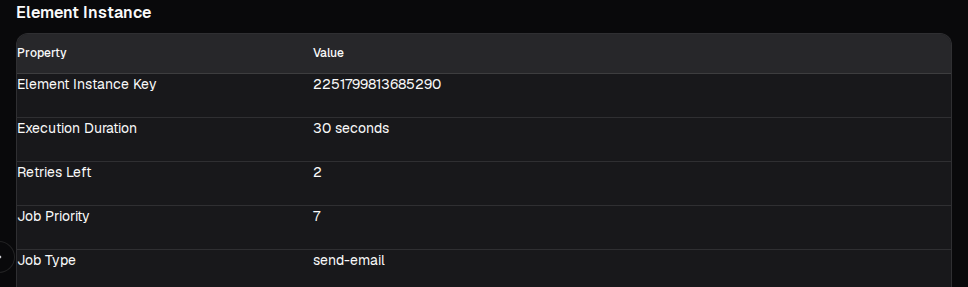 Element Instance
Property Value
Element Instance Key 2251799813685290
Execution Duration 30 seconds
Retries Left 2
Job Priority 7
Job Type send-email